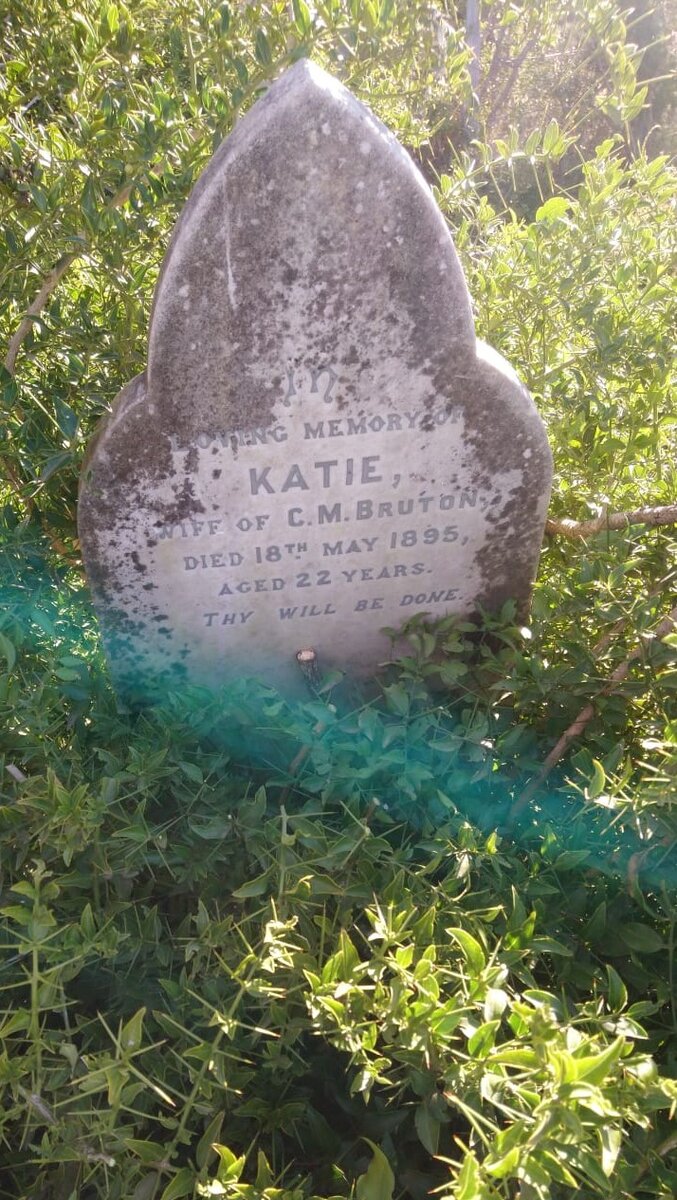 In
LOVING MEMORY OF
KATIE,
WIFE OF C.M.BRUTON,
DIED 18TH MAY 1895,
AGED 22 YEARS.
THY WILL BE DONE.